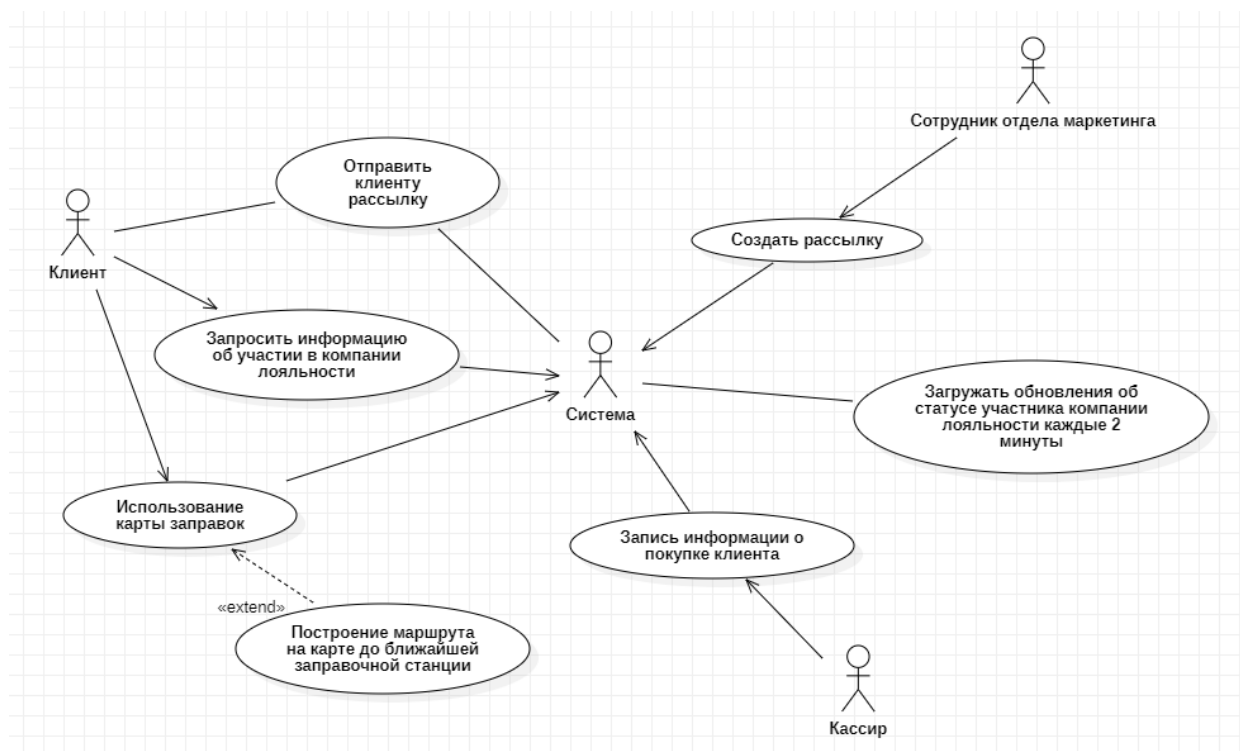 Сотрудник отдела маркетинга
Отправить
клиенту
рассылку
Создать рассылку
Клиент
Запросить информацию
об участии в компании
лояльности
Система
Загружать обновления об
статусе участника компании
лояльности каждые 2
минуты
Использование
карты заправок
Запись информации о
покупке клиента
«extend»
Построение маршрута
на карте до ближайшей
заправочной станции
Кассир